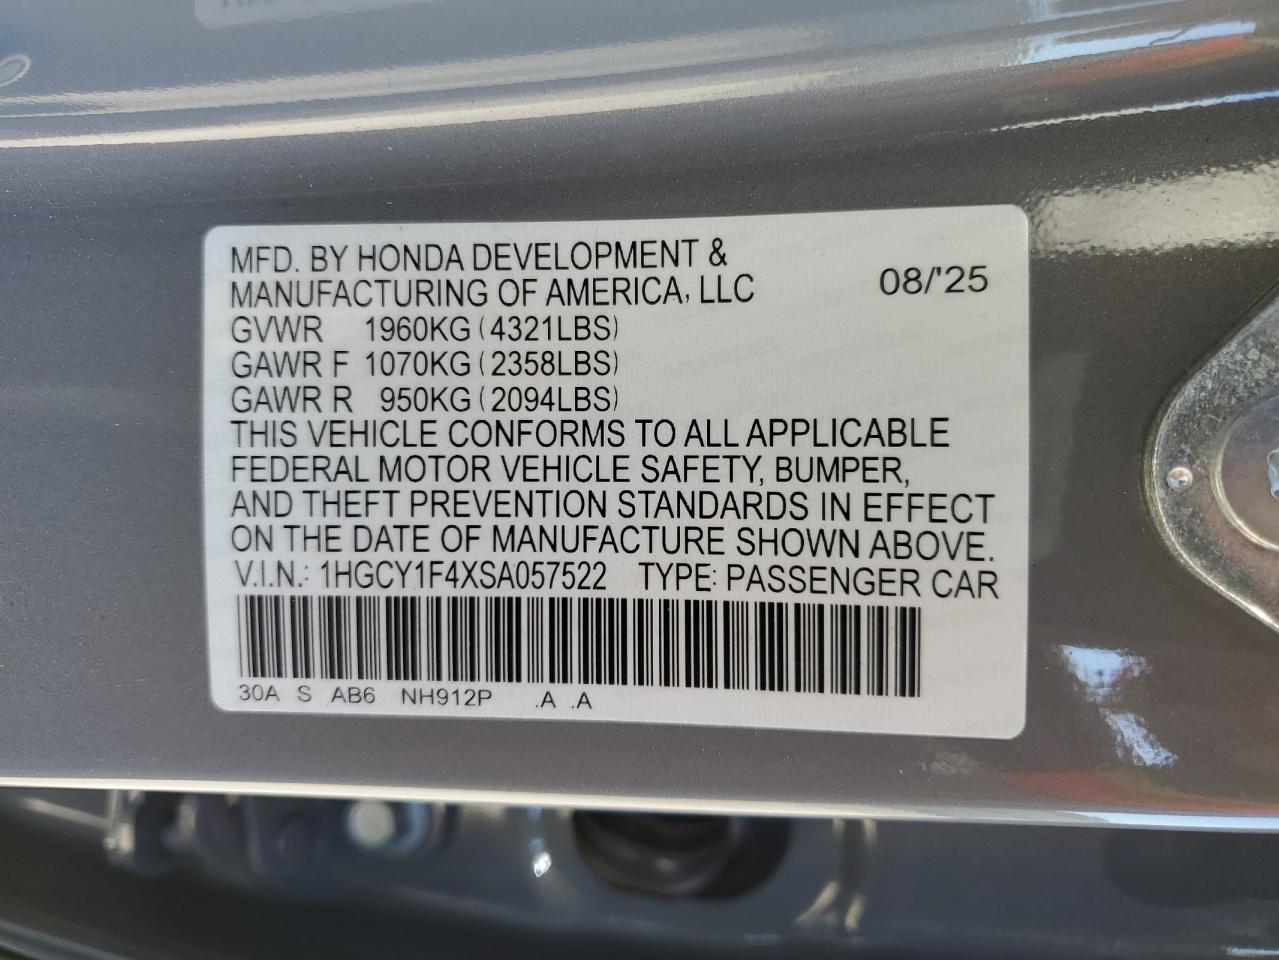 MFD. BY HONDA DEVELOPMENT &
MANUFACTURING OF AMERICA, LLC 08/'25
GVWR 1960KG (4321LBS)
GAWR F 1070KG (2358LBS)
GAWR R 950KG (2094LBS)
THIS VEHICLE CONFORMS TO ALL APPLICABLE
FEDERAL MOTOR VEHICLE SAFETY, BUMPER,
AND THEFT PREVENTION STANDARDS IN EFFECT
ON THE DATE OF MANUFACTURE SHOWN ABOVE.
V.I.N.: 1HGCY1F4XSA057522 TYPE: PASSENGER CAR
30A S AB6 NH912P .A .A